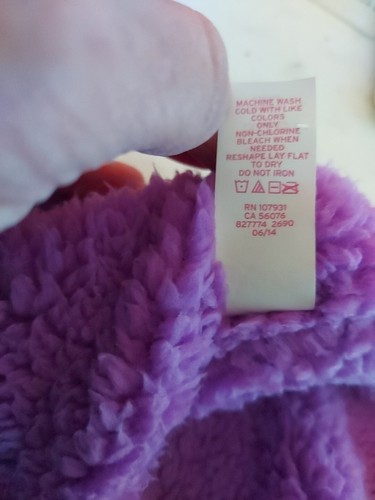 MACHINE WASH
COLD WITH LIKE
COLORS
ONLY
NON-CHLORINE
BLEACH WHEN
NEEDED
RESHAPE LAY FLAT
TO DRY
DO NOT IRON
RN 107931
CA 56076
827774 2690
06/14